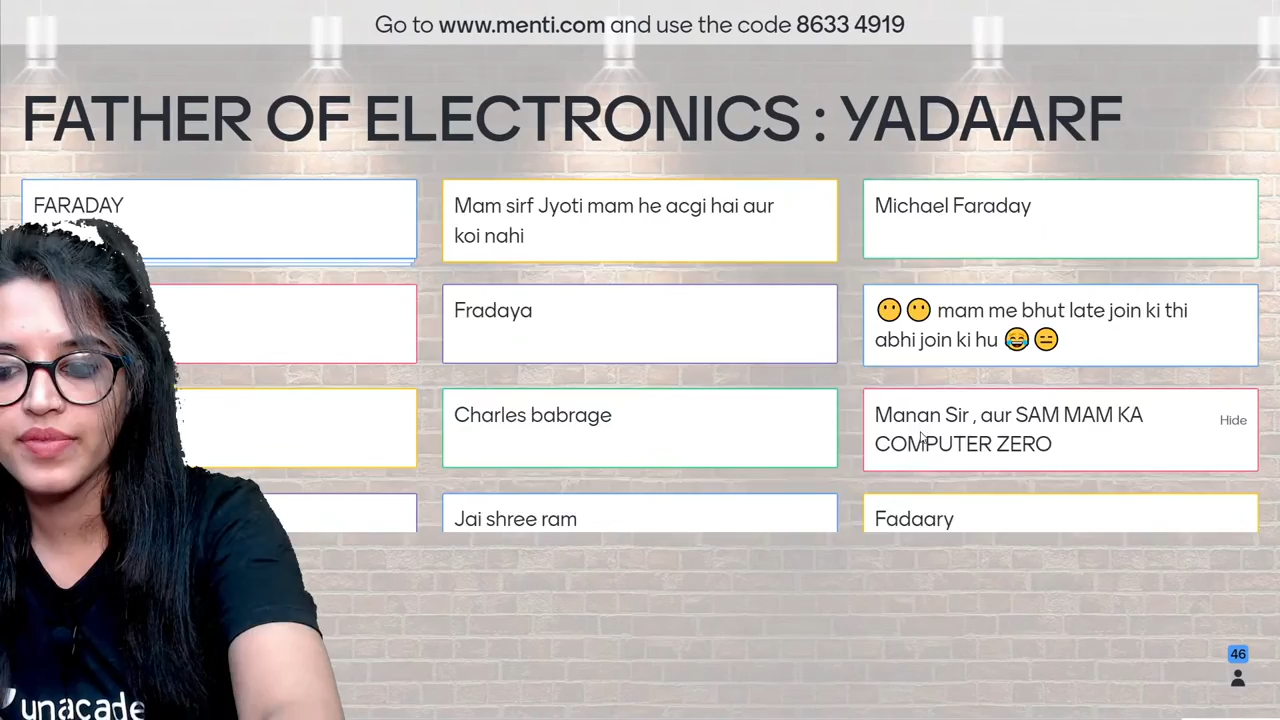 Go to www.menti.com and use the code 8633 4919
FATHER OF ELECTRONICS : YADAARF
FARADAY
Mam sirf Jyoti mam he acgi hai aur
koi nahi
Michael Faraday
Fradaya
😶 😶 mam me bhut late join ki thi
abhi join ki hu 😂 😑
Charles babrage
Manan Sir , aur SAM MAM KA
COMPUTER ZERO
Hide
Jai shree ram
Fadaary
46
unacade